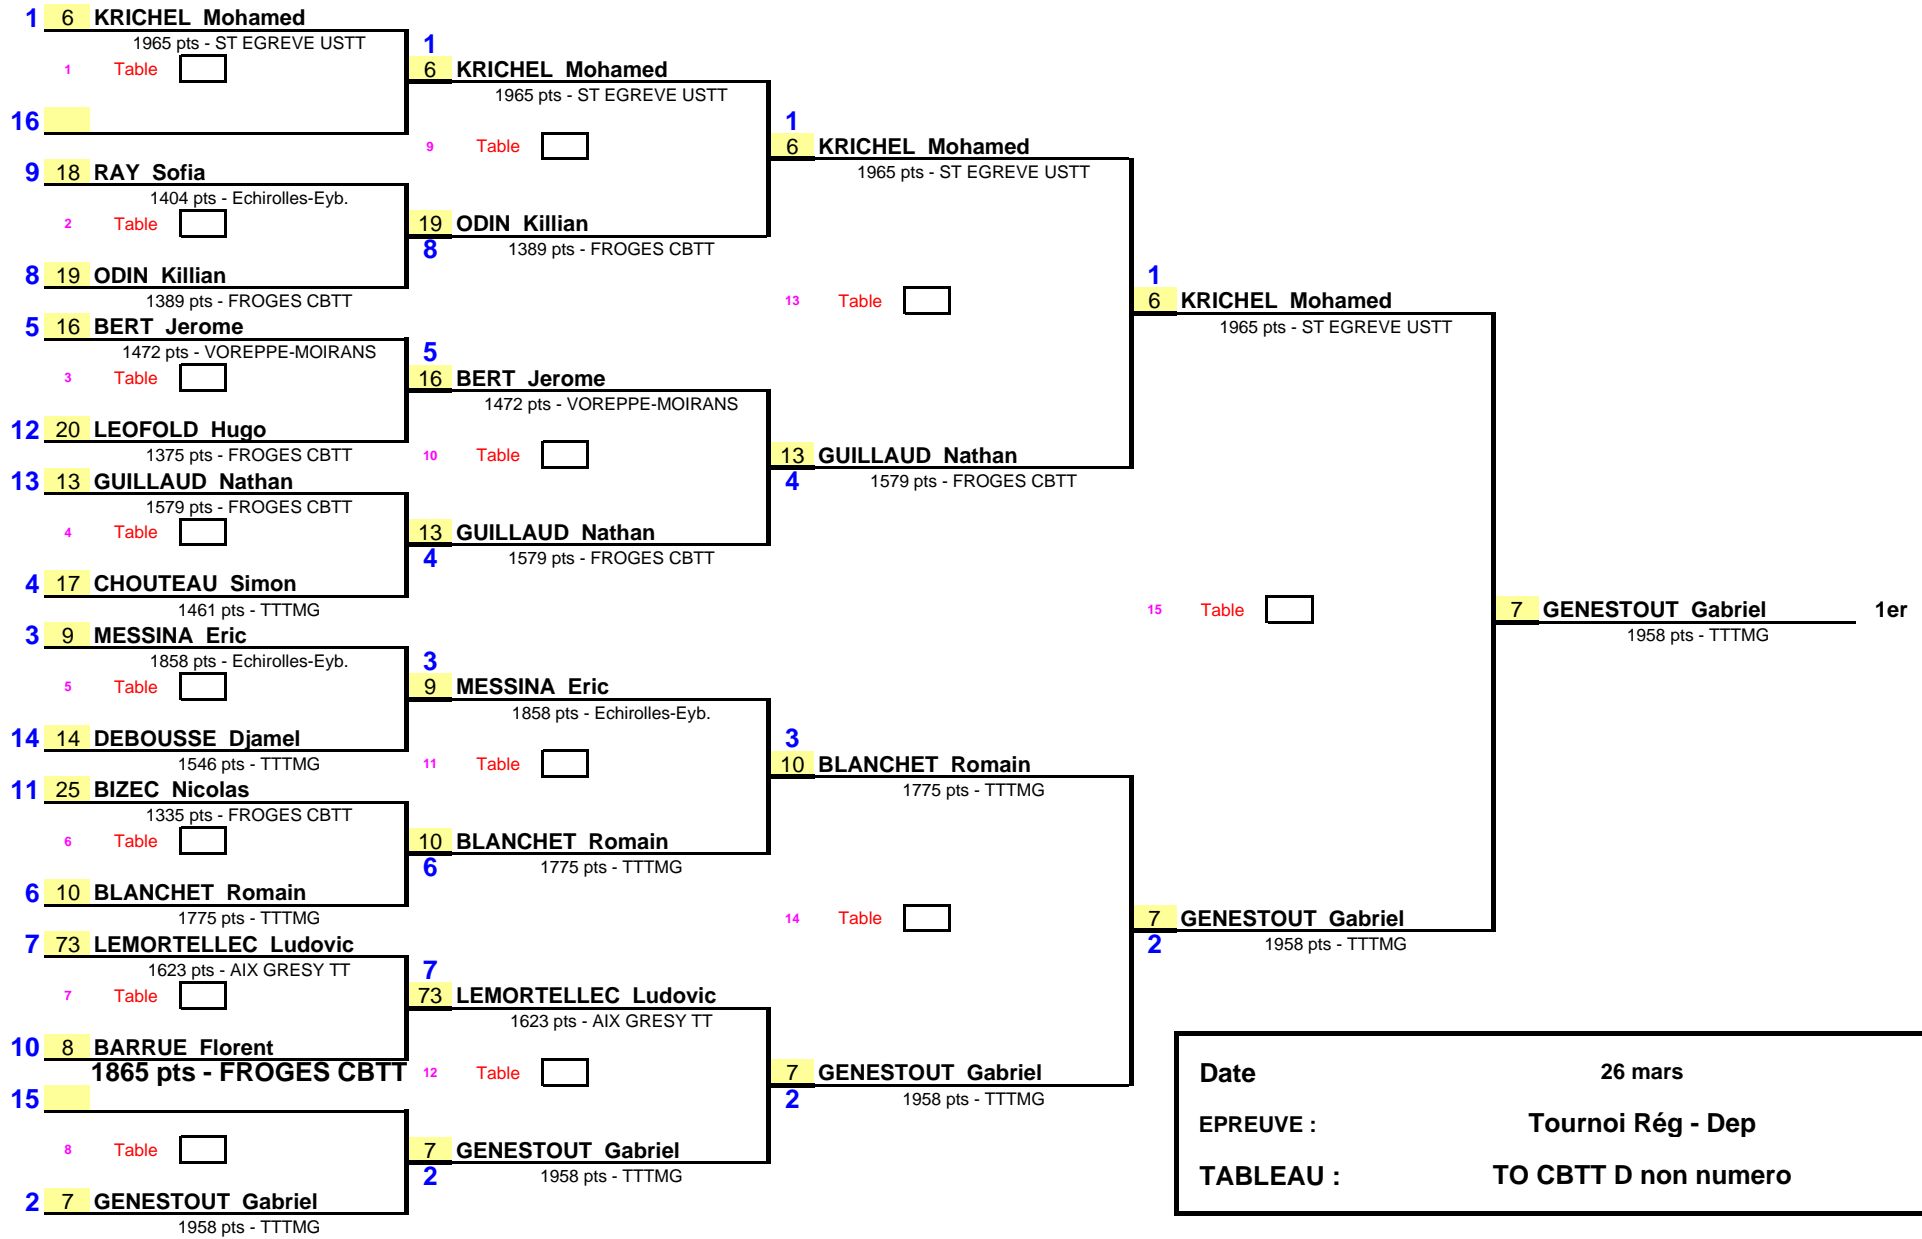 1 6 KRICHEL Mohamed
1965 pts - ST EGREVE USTT
1 Table
16
9 18 RAY Sofia
1404 pts - Echirolles-Eyb.
2 Table
8 19 ODIN Killian
1389 pts - FROGES CBTT
5 16 BERT Jerome
1472 pts - VOREPPE-MOIRANS
3 Table
12 20 LEOFOLD Hugo
1375 pts - FROGES CBTT
13 13 GUILLAUD Nathan
1579 pts - FROGES CBTT
4 Table
4 17 CHOUTEAU Simon
1461 pts - TTTMG
3 9 MESSINA Eric
1858 pts - Echirolles-Eyb.
5 Table
14 14 DEBOUSSE Djamel
1546 pts - TTTMG
11 25 BIZEC Nicolas
1335 pts - FROGES CBTT
6 Table
6 10 BLANCHET Romain
1775 pts - TTTMG
7 73 LEMORTELLEC Ludovic
1623 pts - AIX GRESY TT
7 Table
10 8 BARRUE Florent
1865 pts - FROGES CBTT
15
8 Table
2 7 GENESTOUT Gabriel
1958 pts - TTTMG
1
6 KRICHEL Mohamed
1965 pts - ST EGREVE USTT
9 Table
19 ODIN Killian
8
1389 pts - FROGES CBTT
5
16 BERT Jerome
1472 pts - VOREPPE-MOIRANS
10 Table
13 GUILLAUD Nathan
4
1579 pts - FROGES CBTT
3
9 MESSINA Eric
1858 pts - Echirolles-Eyb.
11 Table
10 BLANCHET Romain
6
1775 pts - TTTMG
7
73 LEMORTELLEC Ludovic
1623 pts - AIX GRESY TT
12 Table
7 GENESTOUT Gabriel
2
1958 pts - TTTMG
1
6 KRICHEL Mohamed
1965 pts - ST EGREVE USTT
13 Table
13 GUILLAUD Nathan
4
1579 pts - FROGES CBTT
3
10 BLANCHET Romain
1775 pts - TTTMG
14 Table
7 GENESTOUT Gabriel
2
1958 pts - TTTMG
1
6 KRICHEL Mohamed
1965 pts - ST EGREVE USTT
15 Table
7 GENESTOUT Gabriel
2
1958 pts - TTTMG
7 GENESTOUT Gabriel 1er
1958 pts - TTTMG
Date 26 mars
EPREUVE : Tournoi Rég - Dep
TABLEAU : TO CBTT D non numero